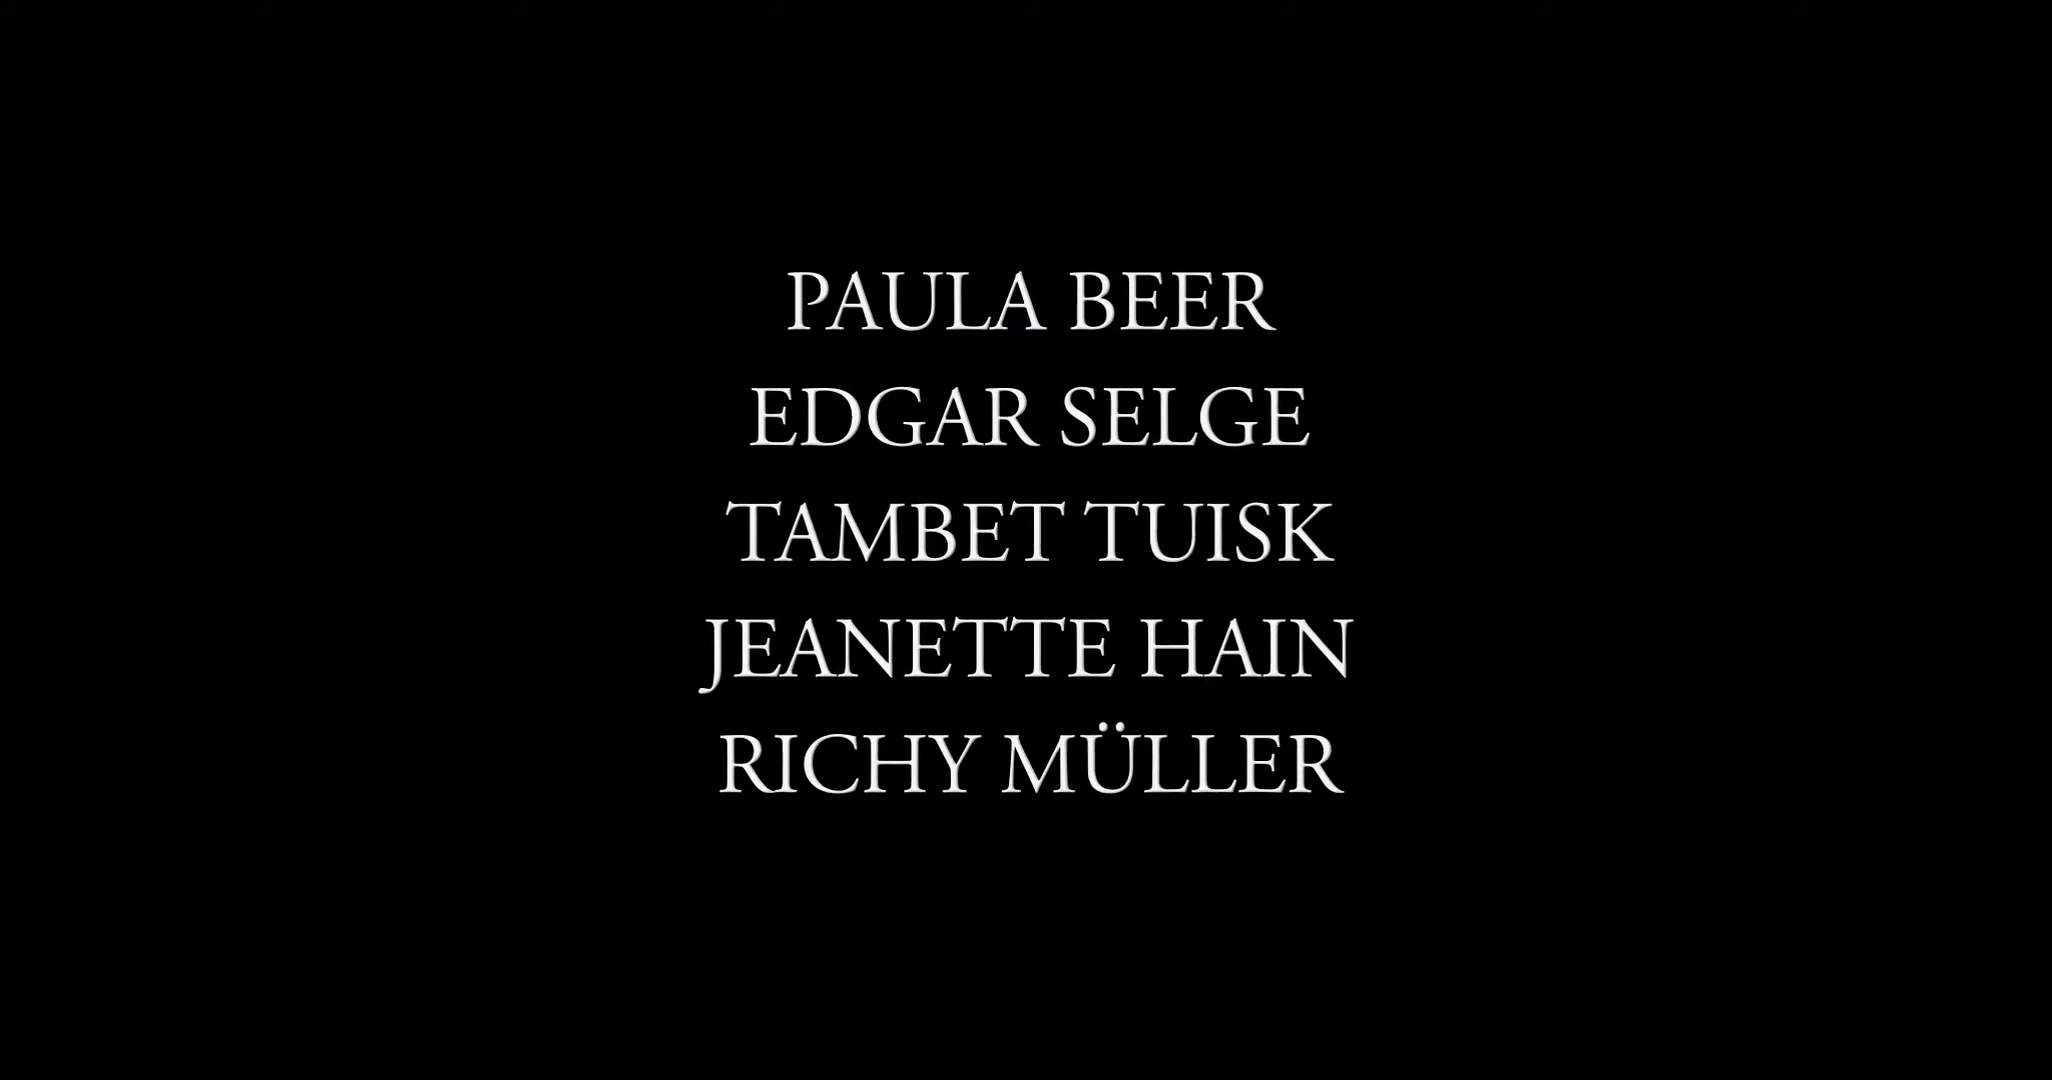 PAULA BEER
EDGAR SELGE
TAMBET TUISK
JEANETTE HAIN
RICHY MÜLLER